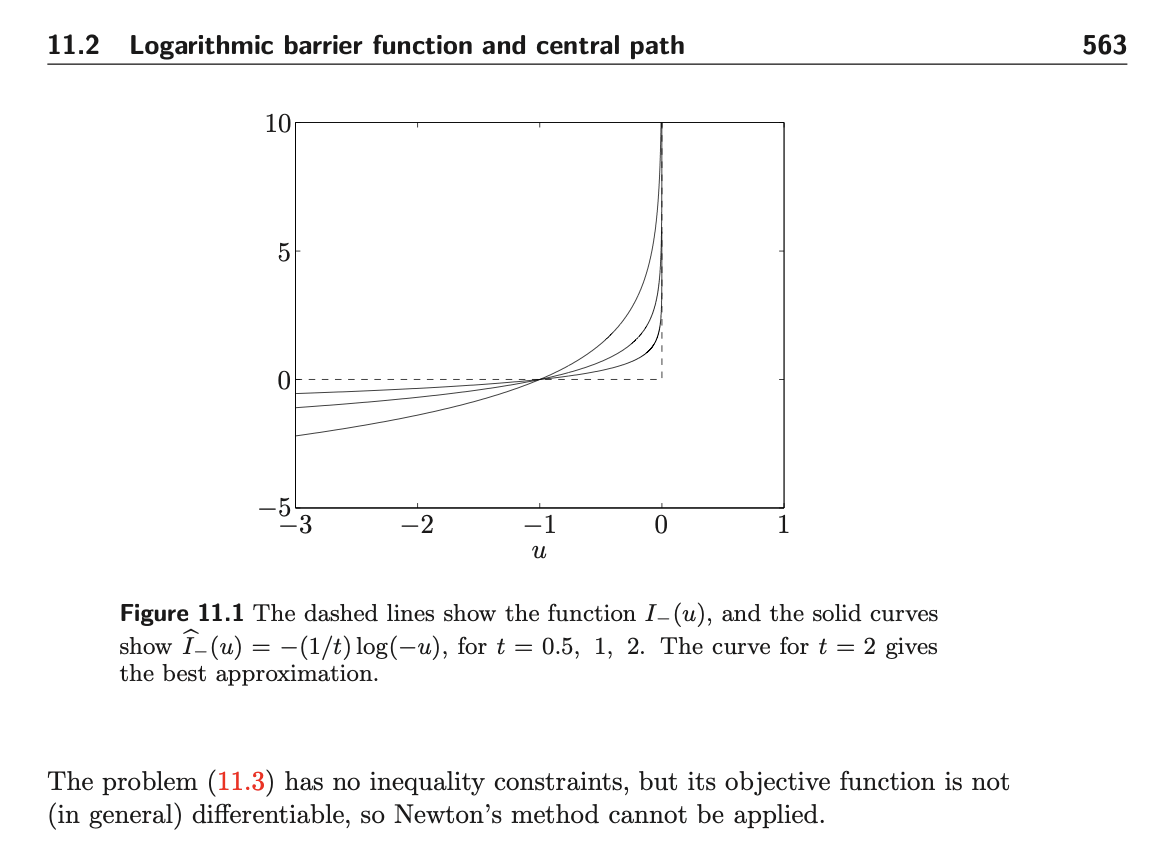 11.2 Logarithmic barrier function and central path 563
10
5
0
−5
−3 −2 −1 0 1
u
Figure 11.1 The dashed lines show the function I₋(u), and the solid curves
show Î₋(u) = −(1/t) log(−u), for t = 0.5, 1, 2. The curve for t = 2 gives
the best approximation.
The problem (11.3) has no inequality constraints, but its objective function is not
(in general) differentiable, so Newton’s method cannot be applied.